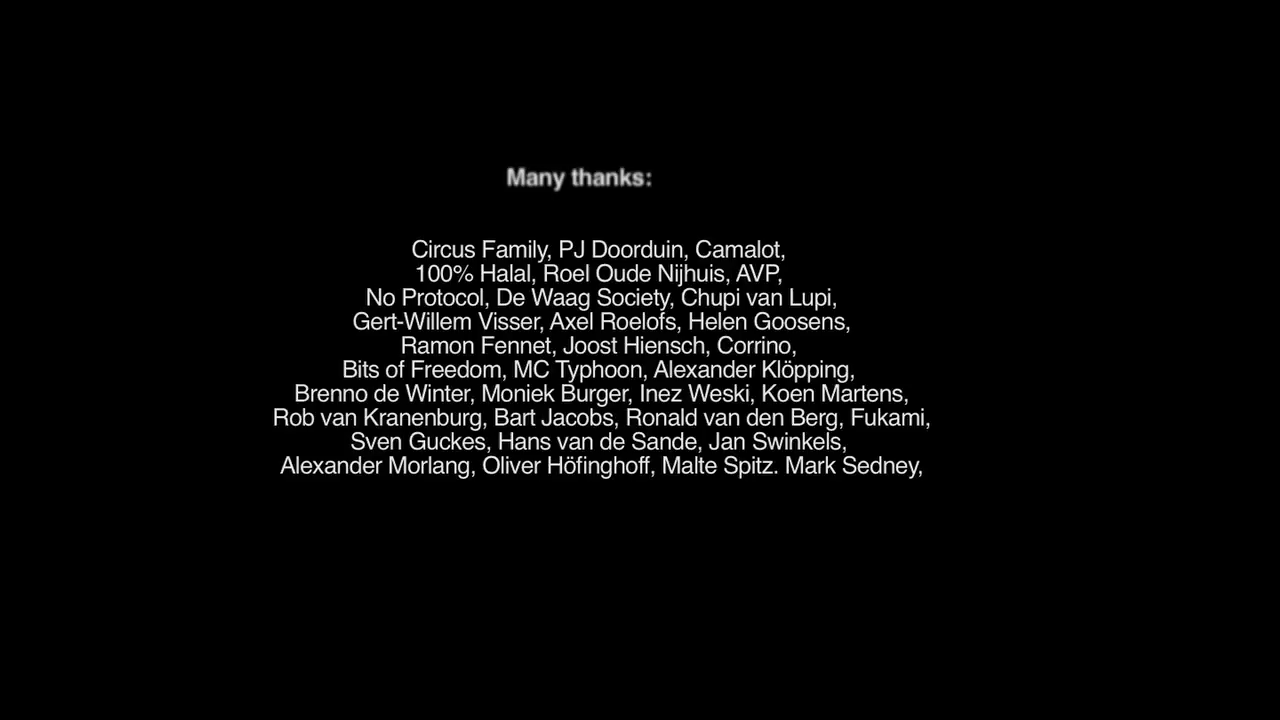 Many thanks:
Circus Family, PJ Doorduin, Camalot,
100% Halal, Roel Oude Nijhuis, AVP,
No Protocol, De Waag Society, Chupi van Lupi,
Gert-Willem Visser, Axel Roelofs, Helen Goosens,
Ramon Fennet, Joost Hiensch, Corrino,
Bits of Freedom, MC Typhoon, Alexander Klöpping,
Brenno de Winter, Moniek Burger, Inez Weski, Koen Martens,
Rob van Kranenburg, Bart Jacobs, Ronald van den Berg, Fukami,
Sven Guckes, Hans van de Sande, Jan Swinkels,
Alexander Morlang, Oliver Höfinghoff, Malte Spitz. Mark Sedney,